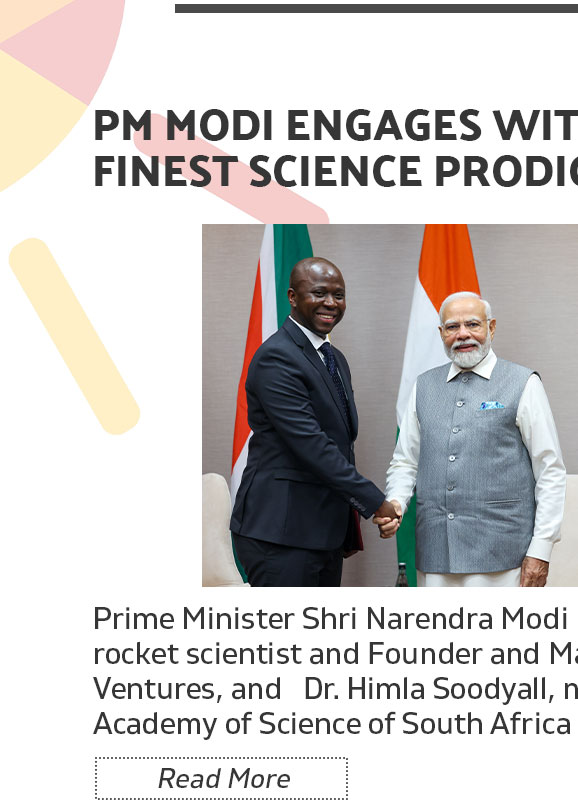 PM MODI ENGAGES WIT
FINEST SCIENCE PRODIG
Prime Minister Shri Narendra Modi
rocket scientist and Founder and Ma
Ventures, and Dr. Himla Soodyall, n
Academy of Science of South Africa
Read More